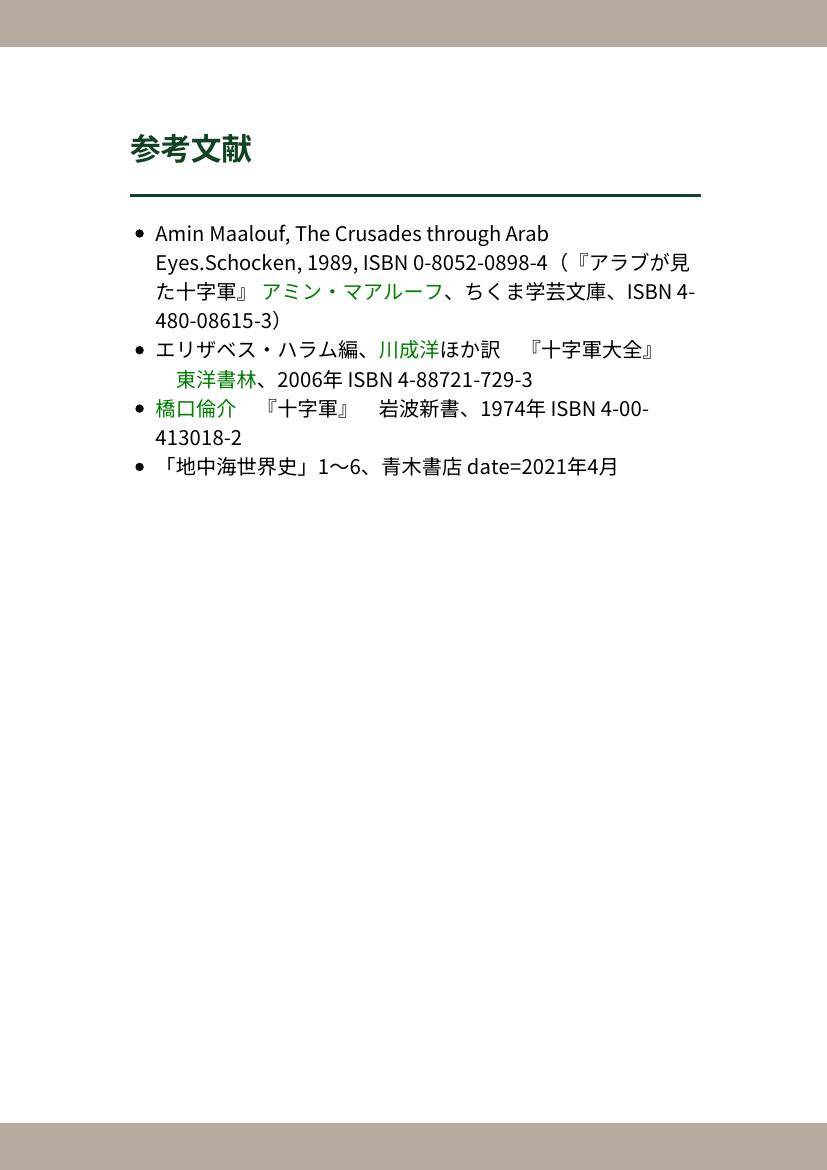 参考文献
Amin Maalouf, The Crusades through Arab
Eyes.Schocken, 1989, ISBN 0-8052-0898-4（『アラブが見
た十字軍』 アミン・マアルーフ、ちくま学芸文庫、ISBN 4-
480-08615-3）
エリザベス・ハラム編、川成洋ほか訳　『十字軍大全』
東洋書林、2006年 ISBN 4-88721-729-3
橋口倫介　『十字軍』　岩波新書、1974年 ISBN 4-00-
413018-2
「地中海世界史」1〜6、青木書店 date=2021年4月